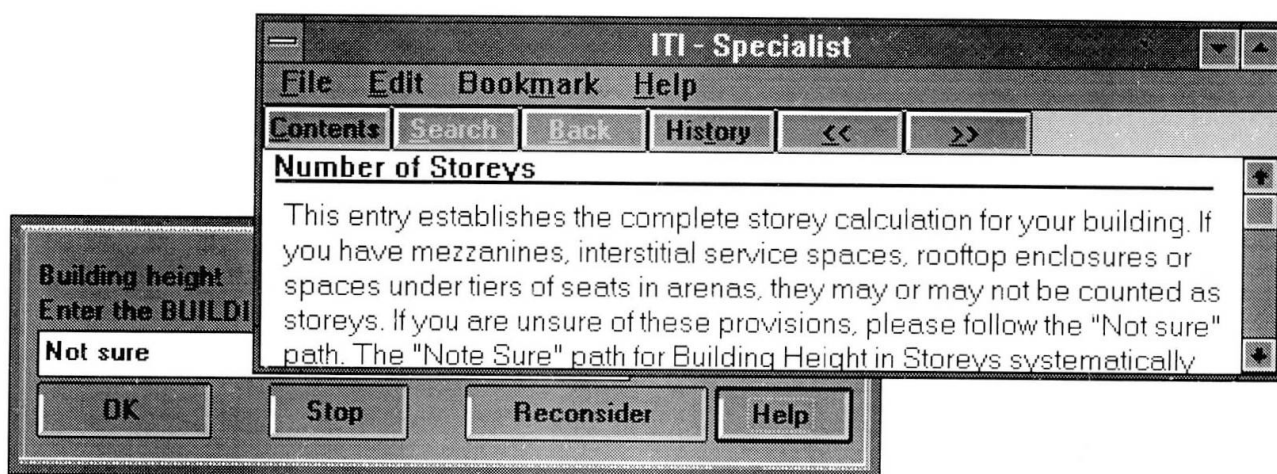 ITI - Specialist
File Edit Bookmark Help
Contents Search Back History << >>
Number of Storeys
This entry establishes the complete storey calculation for your building. If
you have mezzanines, interstitial service spaces, rooftop enclosures or
spaces under tiers of seats in arenas, they may or may not be counted as
storeys. If you are unsure of these provisions, please follow the "Not sure"
path. The "Note Sure" path for Building Height in Storeys systematically
Building height
Enter the BUILDI
Not sure
OK Stop Reconsider Help